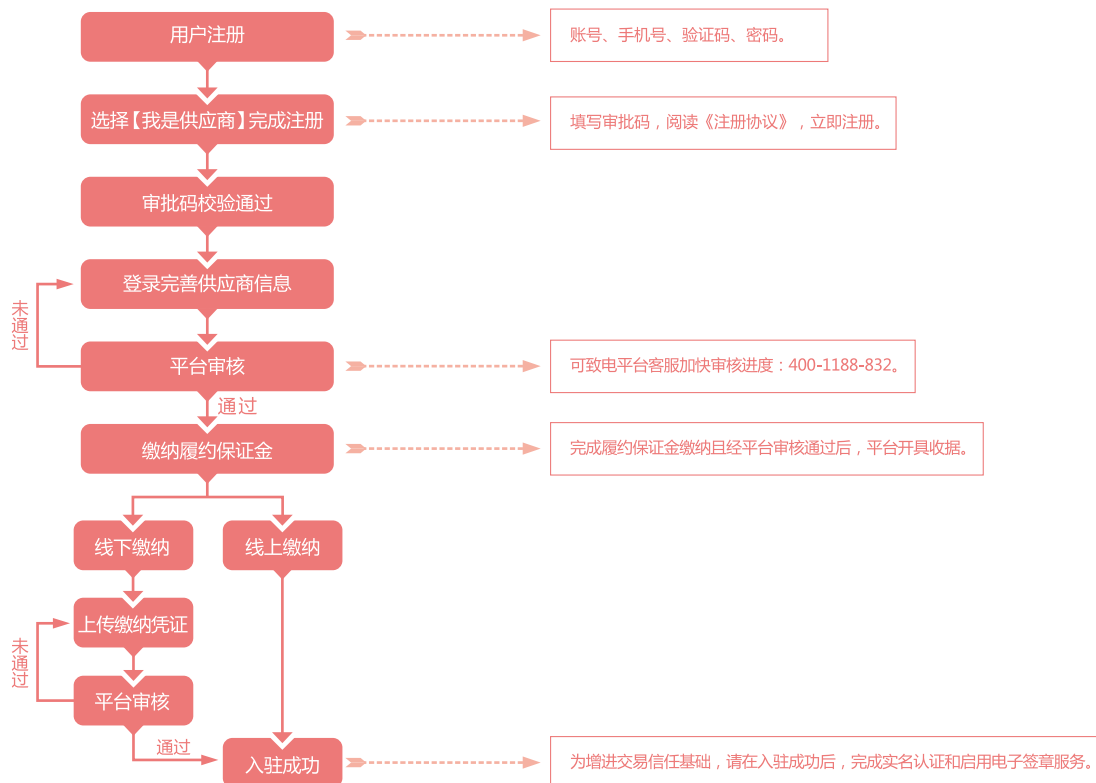 用户注册
账号、手机号、验证码、密码。
选择【我是供应商】完成注册
填写审批码，阅读《注册协议》，立即注册。
审批码校验通过
登录完善供应商信息
未通过
平台审核
可致电平台客服加快审核进度：400-1188-832。
通过
缴纳履约保证金
完成履约保证金缴纳且经平台审核通过后，平台开具收据。
线下缴纳
线上缴纳
上传缴纳凭证
未通过
平台审核
通过
入驻成功
为增进交易信任基础，请在入驻成功后，完成实名认证和启用电子签章服务。